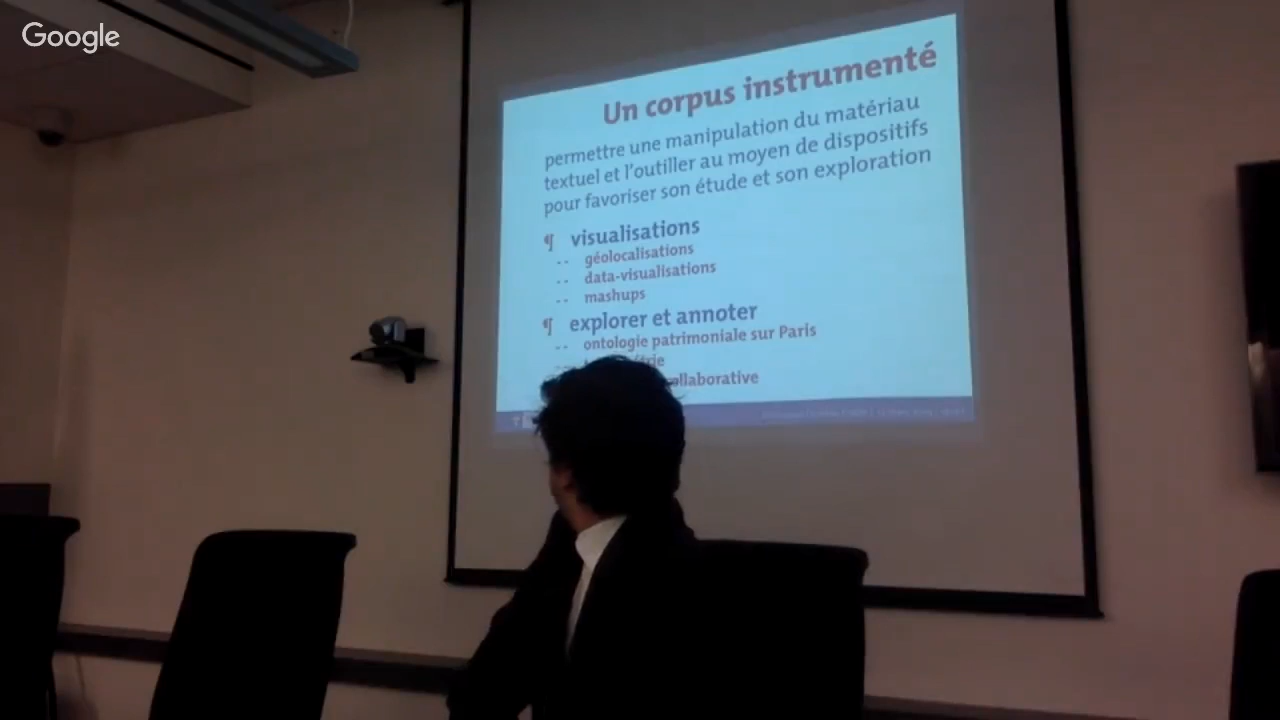 Google
Un corpus instrumenté
permettre une manipulation du matériau
textuel et l'outiller au moyen de dispositifs
pour favoriser son étude et son exploration
¶ visualisations
-- géolocalisations
-- data-visualisations
-- mashups
¶ explorer et annoter
-- ontologie patrimoniale sur Paris